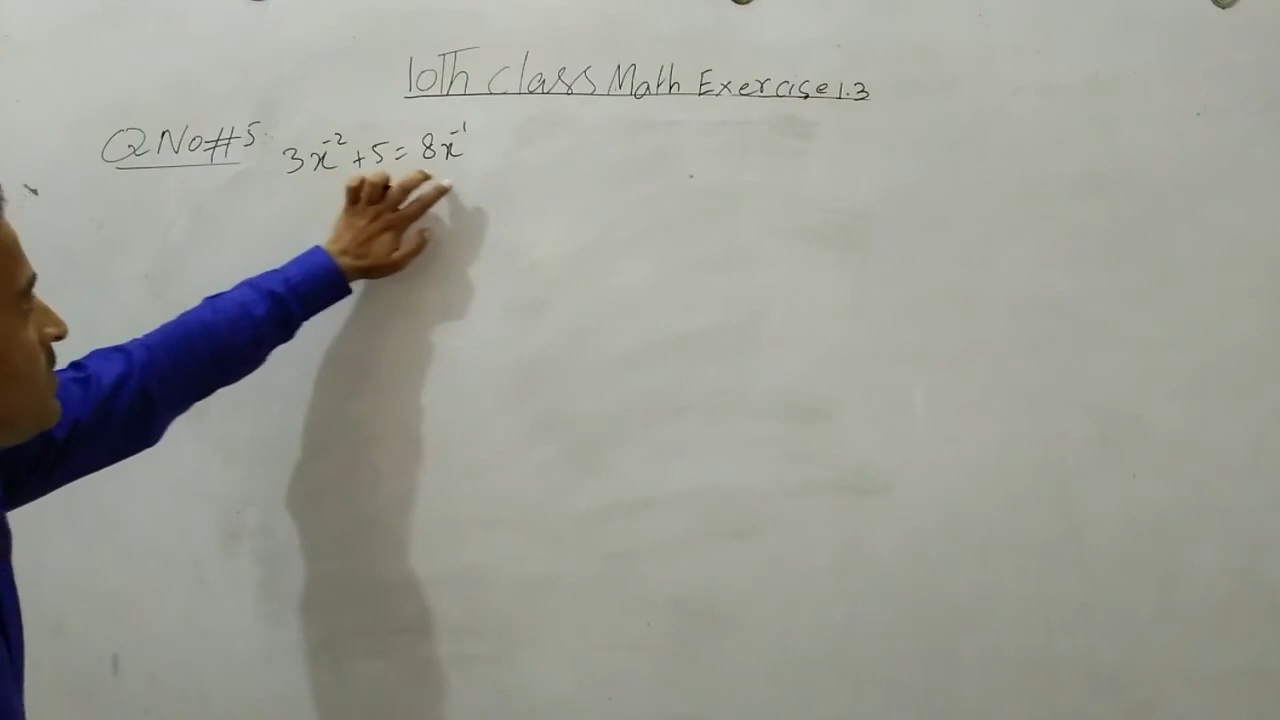 10Th Class Math Exercise 1.3
Q No # 5 3x⁻² + 5 = 8x⁻¹